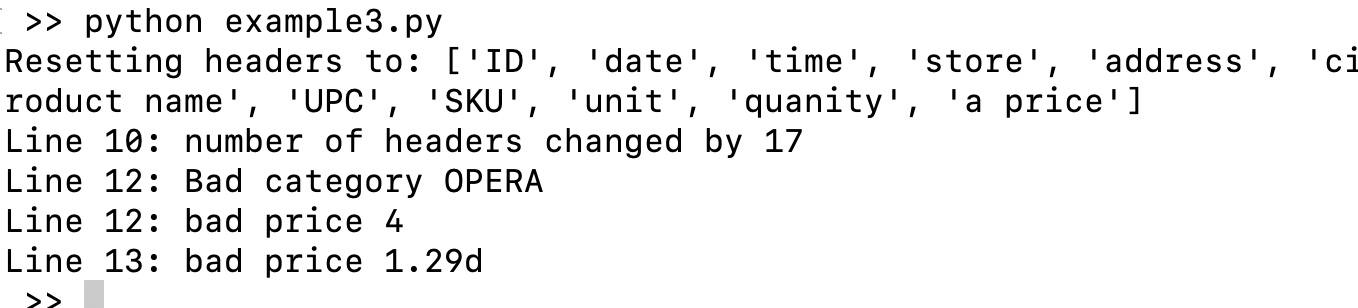 >> python example3.py
Resetting headers to: ['ID', 'date', 'time', 'store', 'address', 'ci
roduct name', 'UPC', 'SKU', 'unit', 'quanity', 'a price']
Line 10: number of headers changed by 17
Line 12: Bad category OPERA
Line 12: bad price 4
Line 13: bad price 1.29d
>>